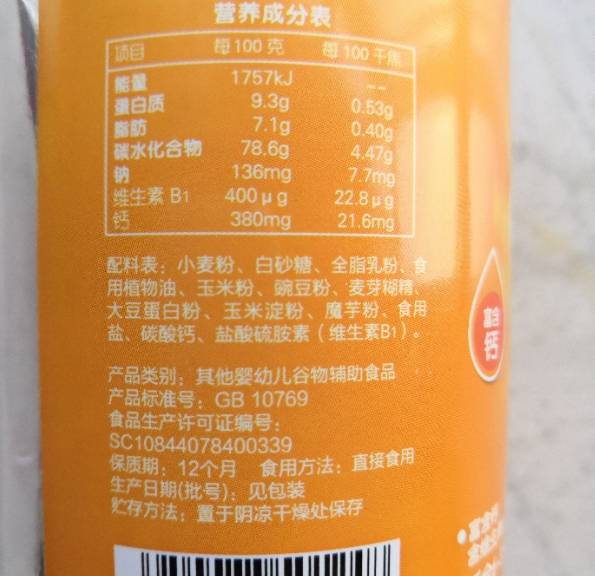 营养成分表
项目 每100克 每100千焦
能量 1757kJ --
蛋白质 9.3g 0.53g
脂肪 7.1g 0.40g
碳水化合物 78.6g 4.47g
钠 136mg 7.7mg
维生素 B1 400μg 22.8μg
钙 380mg 21.6mg
配料表：小麦粉、白砂糖、全脂乳粉、食
用植物油、玉米粉、豌豆粉、麦芽糊精、
大豆蛋白粉、玉米淀粉、魔芋粉、食用
盐、碳酸钙、盐酸硫胺素（维生素B1）。
产品类别：其他婴幼儿谷物辅助食品
产品标准号：GB 10769
食品生产许可证编号：
SC10844078400339
保质期：12个月 食用方法：直接食用
生产日期(批号)：见包装
贮存方法：置于阴凉干燥处保存
富含
钙
富含钙